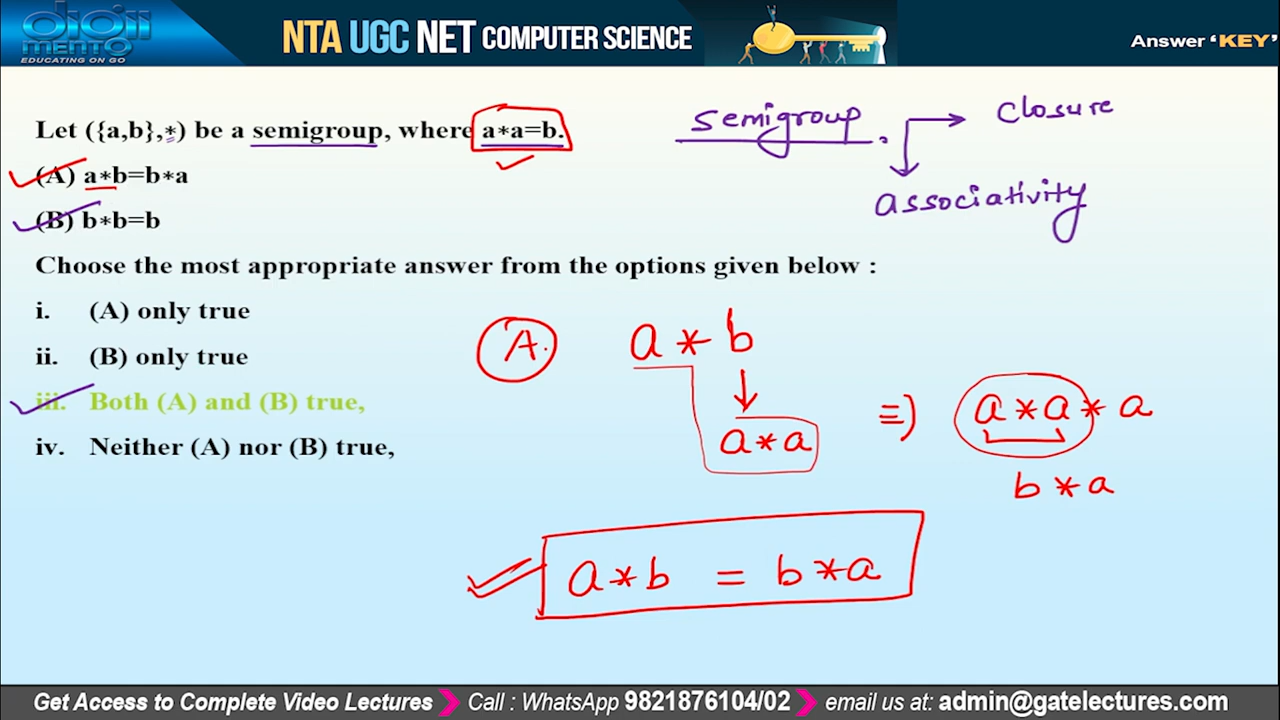 digii
MENTO
EDUCATING ON GO
NTA UGC NET COMPUTER SCIENCE
Answer ‘KEY’
Let ({a,b},*) be a semigroup, where a*a=b.
(A) a*b=b*a
(B) b*b=b
Choose the most appropriate answer from the options given below :
i. (A) only true
ii. (B) only true
iii. Both (A) and (B) true,
iv. Neither (A) nor (B) true,
semigroup.
closure
associativity
A.
a * b
a * a
=) a * a * a
b * a
a * b = b * a
Get Access to Complete Video Lectures Call : WhatsApp 9821876104/02 email us at: admin@gatelectures.com